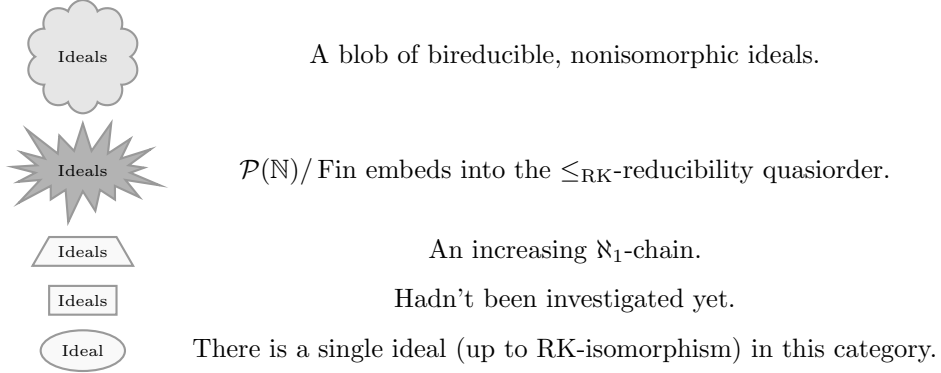 Ideals A blob of bireducible, nonisomorphic ideals.
Ideals 𝒫(ℕ)/ Fin embeds into the ≤RK-reducibility quasiorder.
Ideals An increasing ℵ₁-chain.
Ideals Hadn't been investigated yet.
Ideal There is a single ideal (up to RK-isomorphism) in this category.